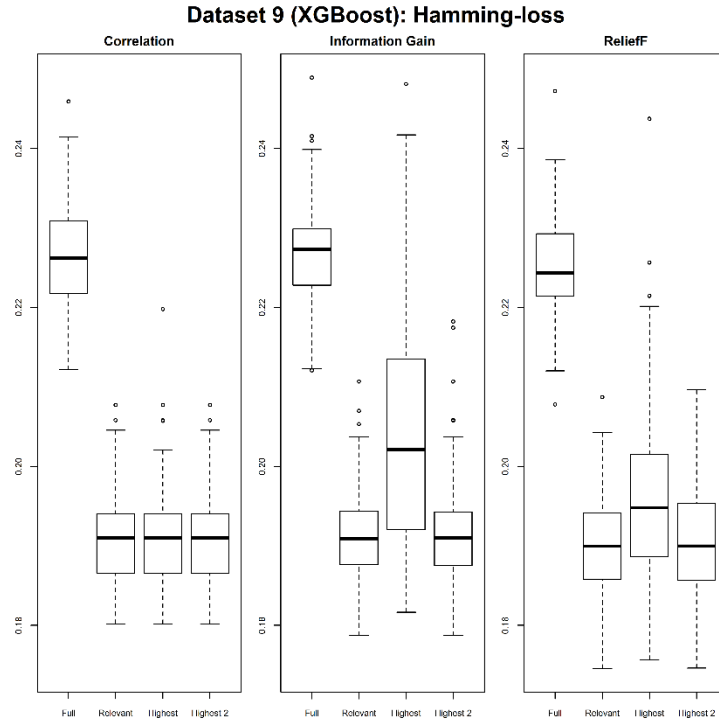 Dataset 9 (XGBoost): Hamming-loss
Correlation
Information Gain
ReliefF
0.24
0.22
0.20
0.18
Full Relevant Highest Highest 2
0.24
0.22
0.20
0.18
Full Relevant Highest Highest 2
0.24
0.22
0.20
0.18
Full Relevant Highest Highest 2